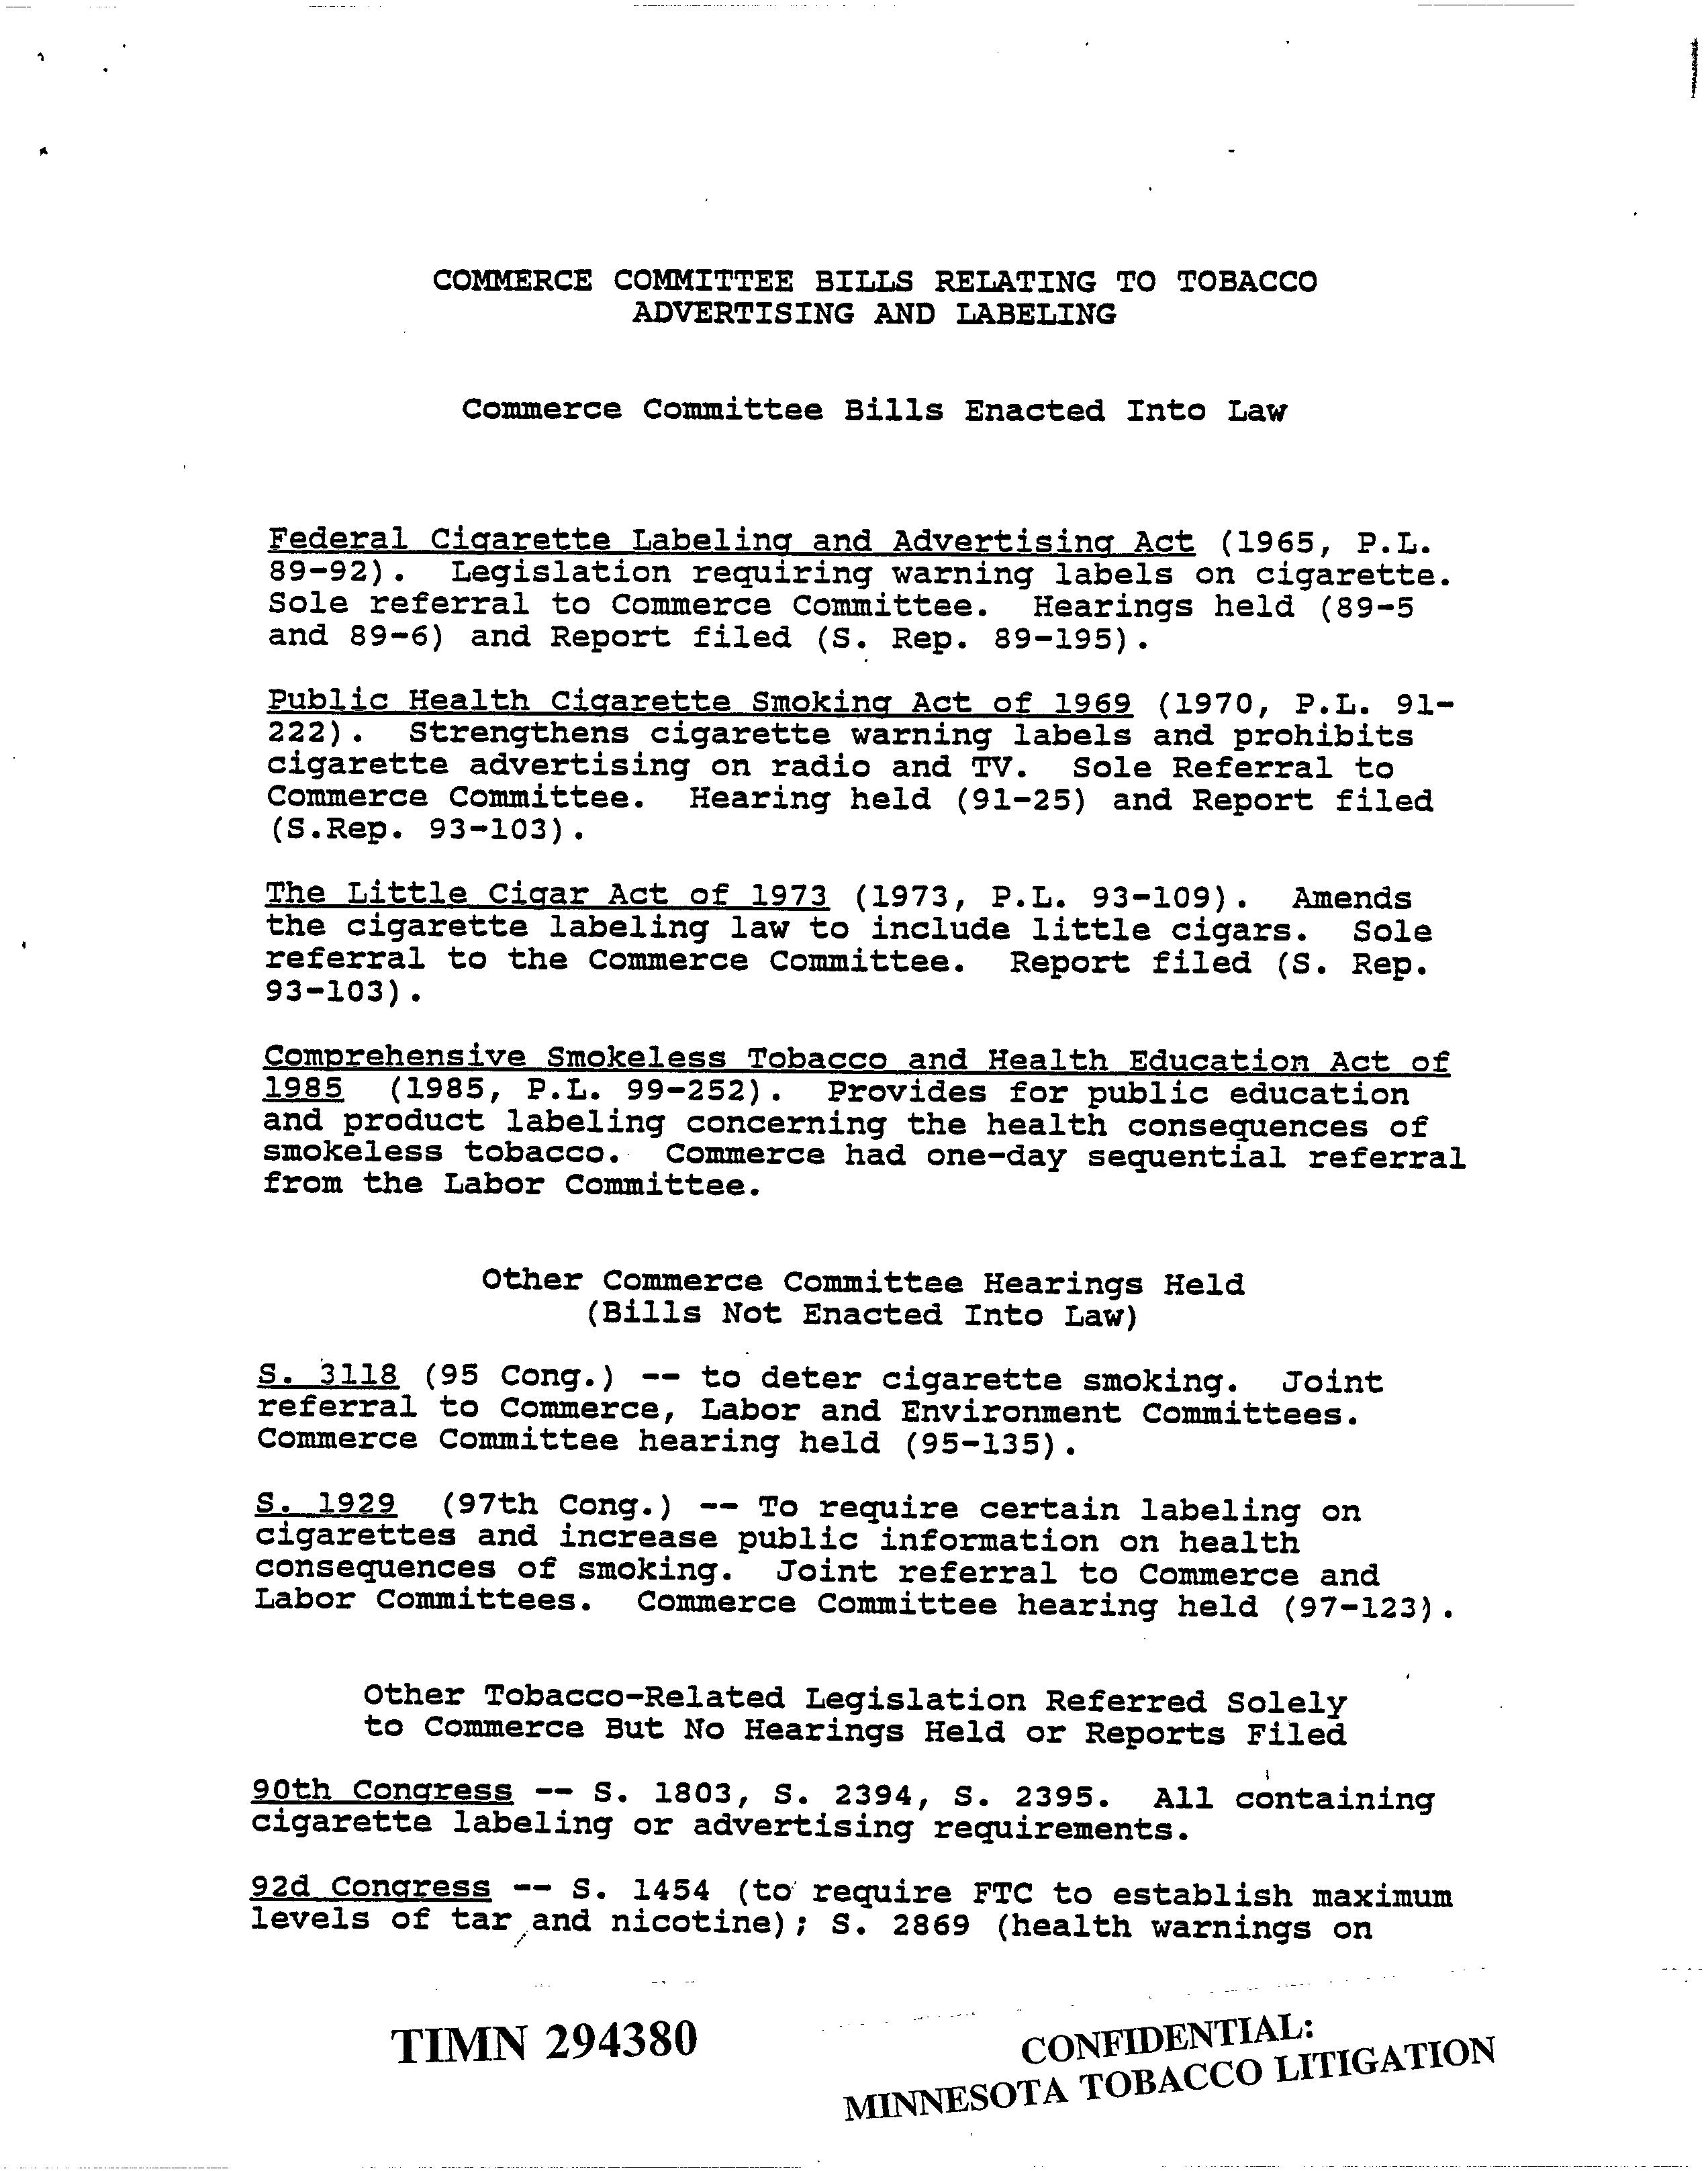 COMMERCE COMMITTEE BILLS RELATING TO TOBACCO
ADVERTISING AND LABELING
Commerce Committee Bills Enacted Into Law
Federal Cigarette Labeling and Advertising Act (1965, P.L.
89-92). Legislation requiring warning labels on cigarette.
Sole referral to Commerce Committee. Hearings held (89-5
and 89-6) and Report filed (S. Rep. 89-195).
Public Health Cigarette Smoking Act of 1969 (1970, P.L. 91-
222). Strengthens cigarette warning labels and prohibits
cigarette advertising on radio and TV. Sole Referral to
Commerce Committee. Hearing held (91-25) and Report filed
(S.Rep. 93-103).
The Little Cigar Act of 1973 (1973, P.L. 93-109). Amends
the cigarette labeling law to include little cigars. Sole
referral to the Commerce Committee. Report filed (S. Rep.
93-103).
Comprehensive Smokeless Tobacco and Health Education Act of
1985 (1985, P.L. 99-252). Provides for public education
and product labeling concerning the health consequences of
smokeless tobacco. Commerce had one-day sequential referral
from the Labor Committee.
Other Commerce Committee Hearings Held
(Bills Not Enacted Into Law)
S. 3118 (95 Cong.) -- to deter cigarette smoking. Joint
referral to Commerce, Labor and Environment Committees.
Commerce Committee hearing held (95-135).
S. 1929 (97th Cong.) -- To require certain labeling on
cigarettes and increase public information on health
consequences of smoking. Joint referral to Commerce and
Labor Committees. Commerce Committee hearing held (97-123).
Other Tobacco-Related Legislation Referred Solely
to Commerce But No Hearings Held or Reports Filed
90th Congress -- S. 1803, S. 2394, S. 2395. All containing
cigarette labeling or advertising requirements.
92d Congress -- S. 1454 (to require FTC to establish maximum
levels of tar and nicotine); S. 2869 (health warnings on
TIMN 294380
CONFIDENTIAL:
MINNESOTA TOBACCO LITIGATION